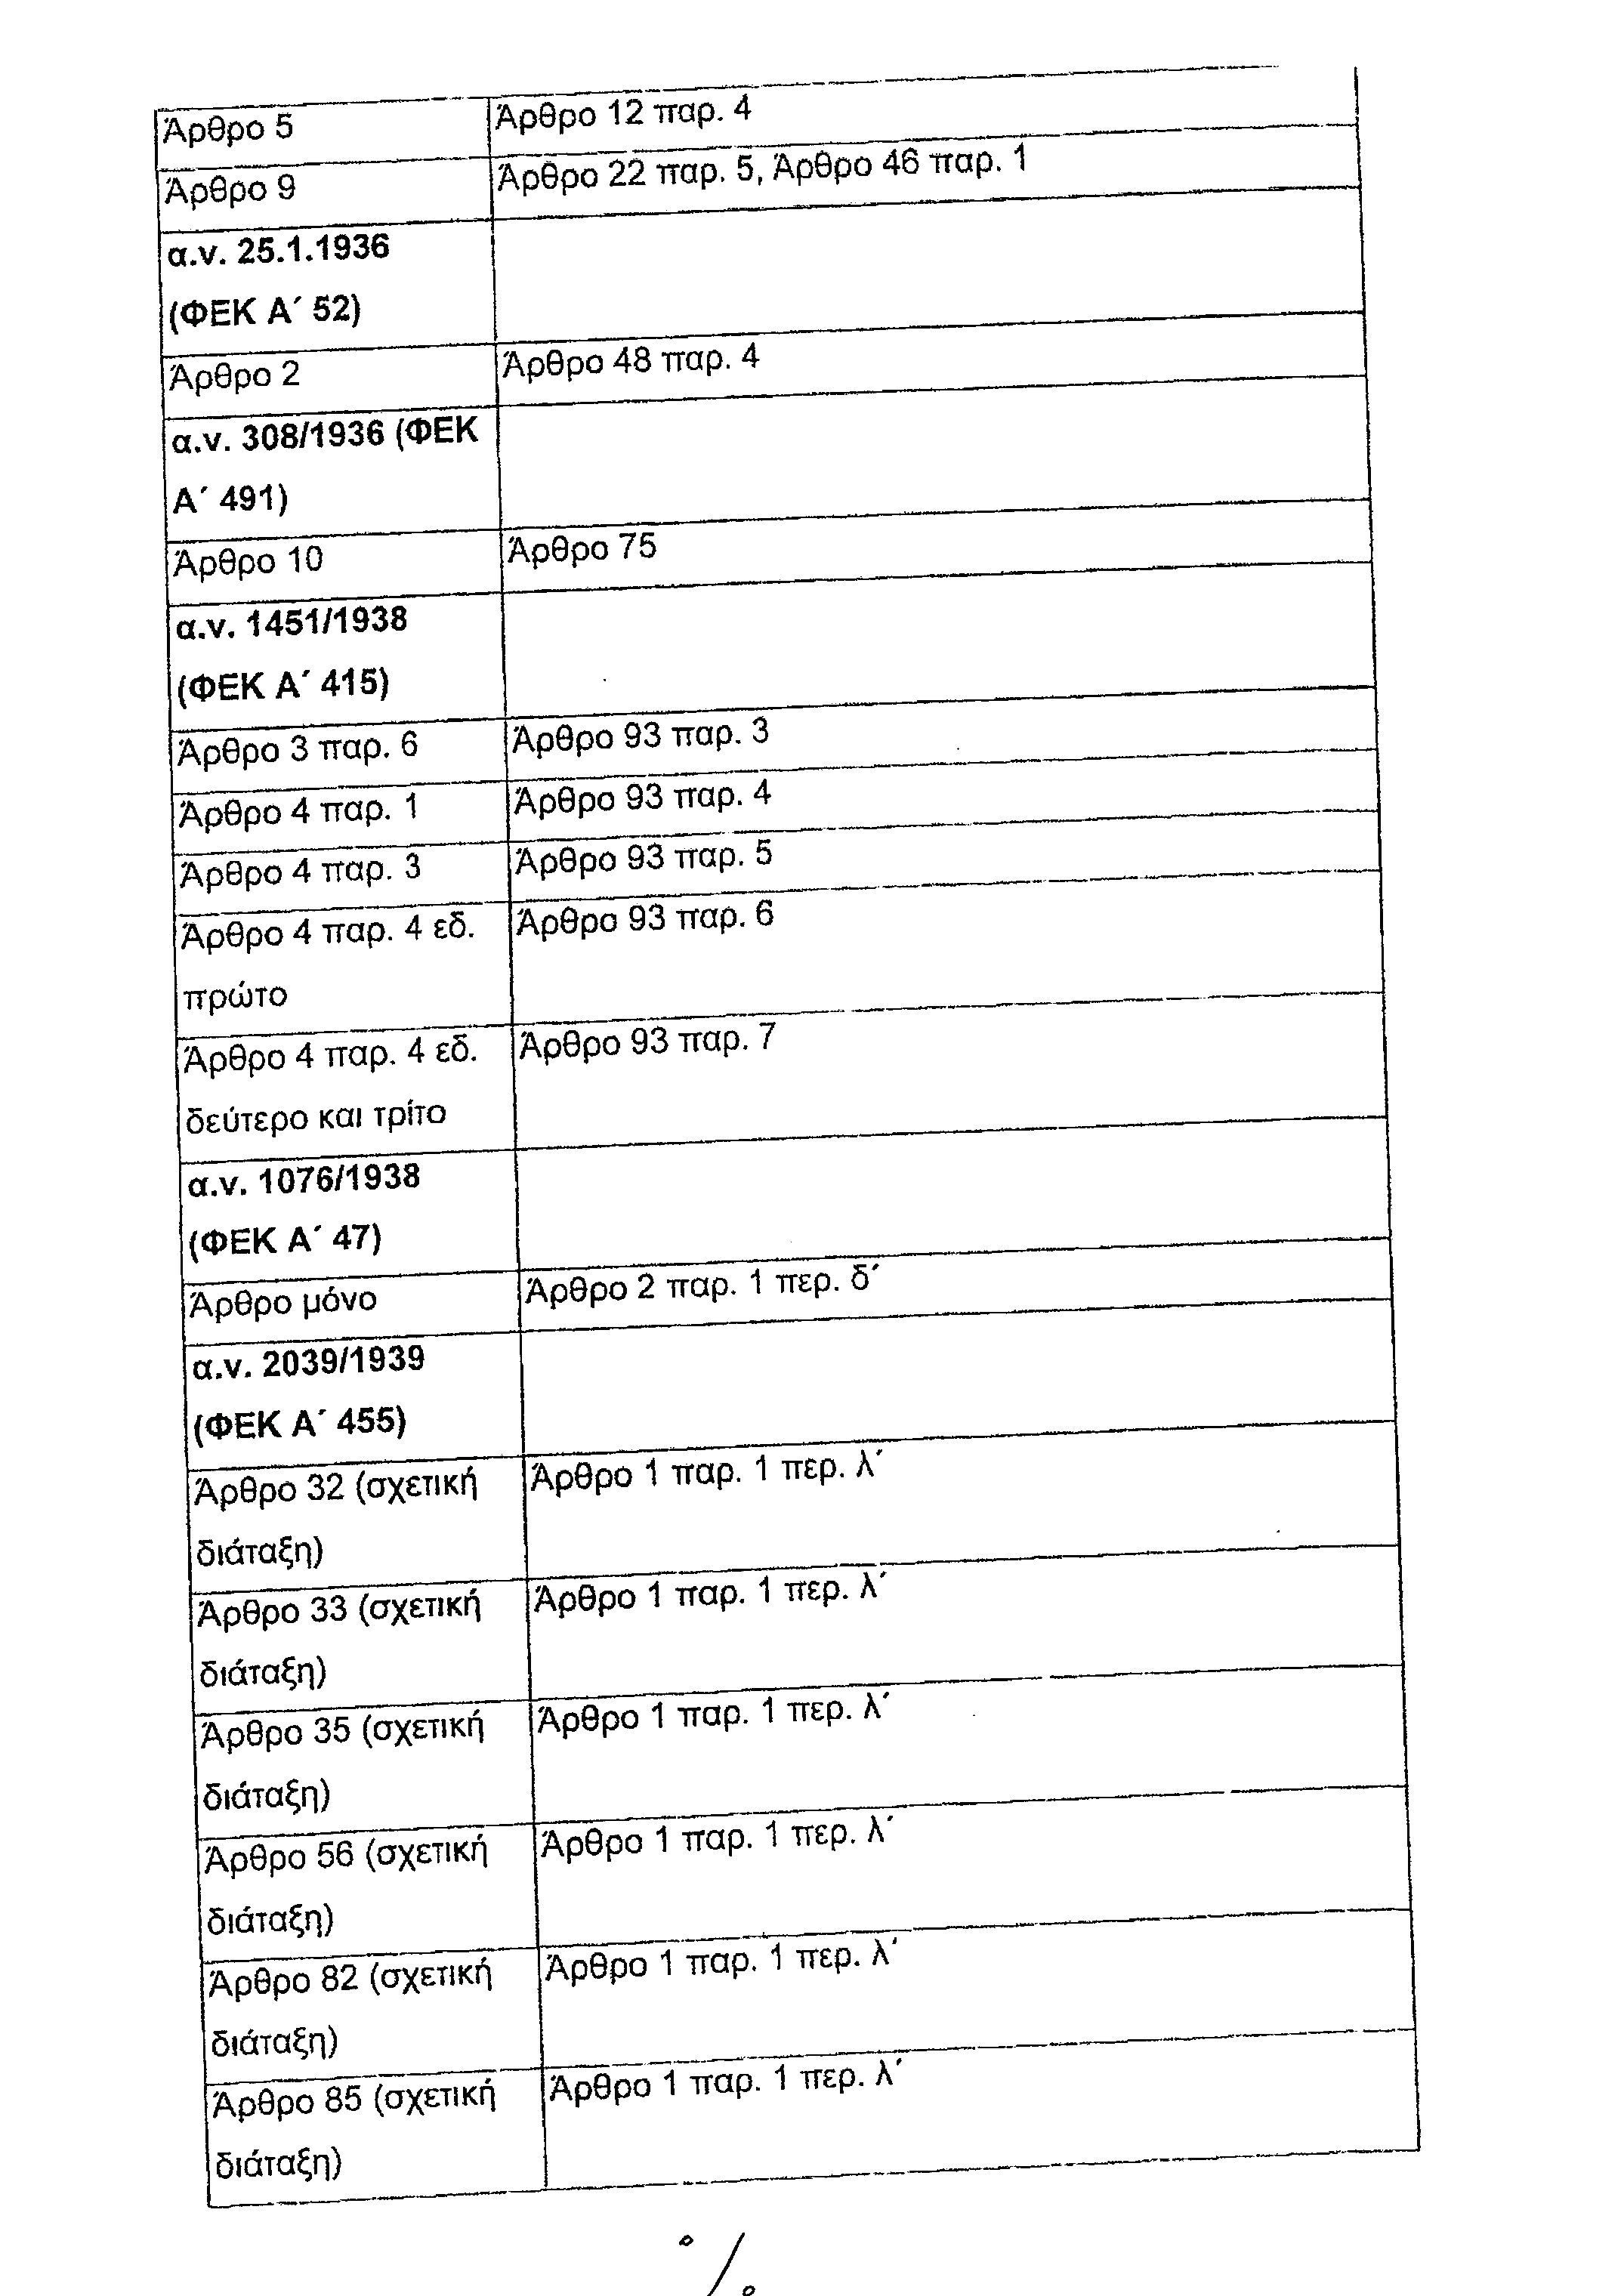 Άρθρο 5 Άρθρο 12 παρ. 4
Άρθρο 9 Άρθρο 22 παρ. 5, Άρθρο 46 παρ. 1
α.ν. 25.1.1936
(ΦΕΚ Α΄ 52)
Άρθρο 2 Άρθρο 48 παρ. 4
α.ν. 308/1936 (ΦΕΚ
Α΄ 491)
Άρθρο 10 Άρθρο 75
α.ν. 1451/1938
(ΦΕΚ Α΄ 415)
Άρθρο 3 παρ. 6 Άρθρο 93 παρ. 3
Άρθρο 4 παρ. 1 Άρθρο 93 παρ. 4
Άρθρο 4 παρ. 3 Άρθρο 93 παρ. 5
Άρθρο 4 παρ. 4 εδ. Άρθρο 93 παρ. 6
πρώτο
Άρθρο 4 παρ. 4 εδ. Άρθρο 93 παρ. 7
δεύτερο και τρίτο
α.ν. 1076/1938
(ΦΕΚ Α΄ 47)
Άρθρο μόνο Άρθρο 2 παρ. 1 περ. δ΄
α.ν. 2039/1939
(ΦΕΚ Α΄ 455)
Άρθρο 32 (σχετική Άρθρο 1 παρ. 1 περ. λ΄
διάταξη)
Άρθρο 33 (σχετική Άρθρο 1 παρ. 1 περ. λ΄
διάταξη)
Άρθρο 35 (σχετική Άρθρο 1 παρ. 1 περ. λ΄
διάταξη)
Άρθρο 56 (σχετική Άρθρο 1 παρ. 1 περ. λ΄
διάταξη)
Άρθρο 82 (σχετική Άρθρο 1 παρ. 1 περ. λ΄
διάταξη)
Άρθρο 85 (σχετική Άρθρο 1 παρ. 1 περ. λ΄
διάταξη)
%